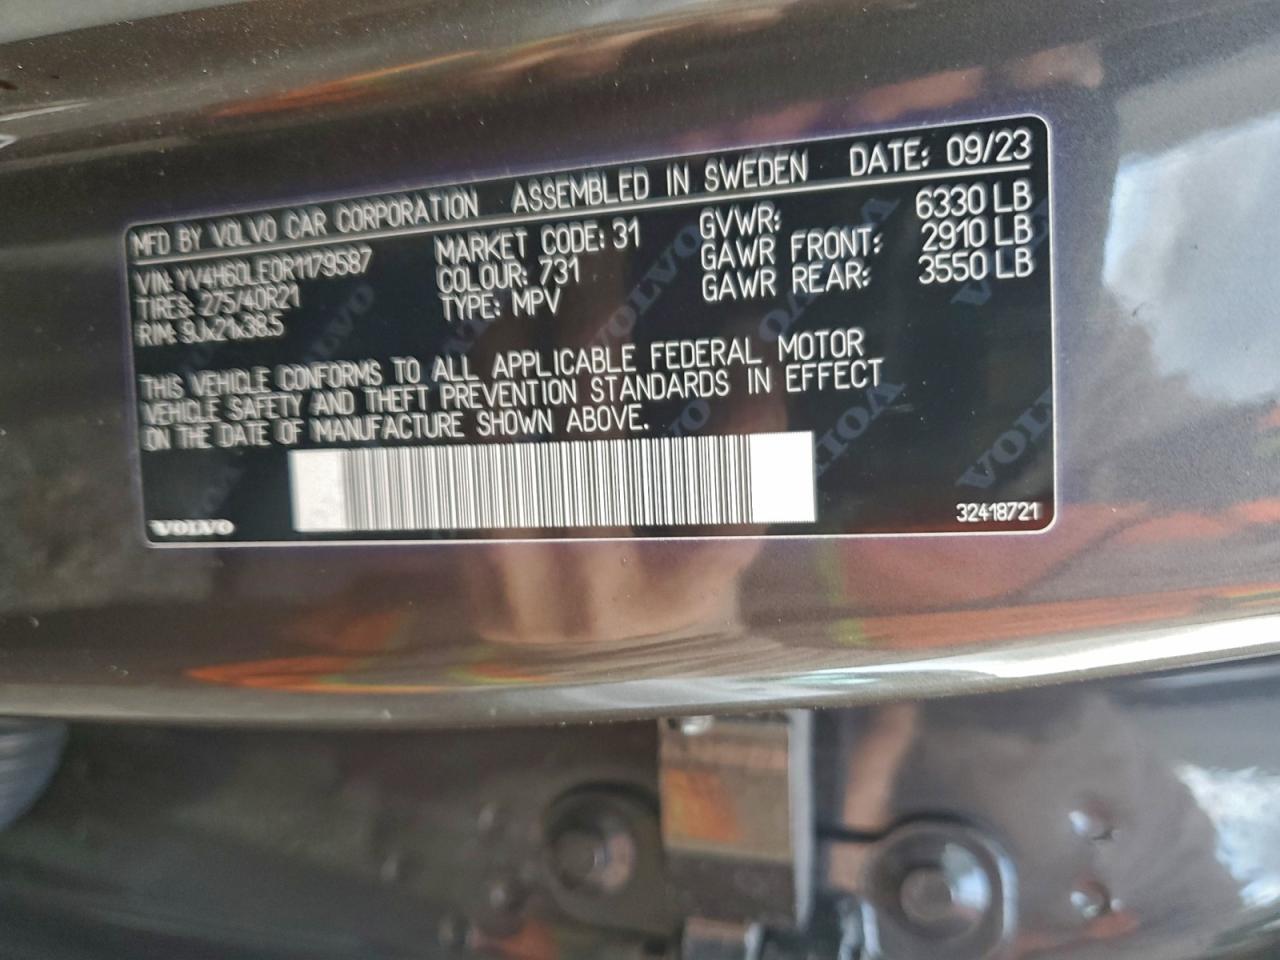 MFD BY VOLVO CAR CORPORATION ASSEMBLED IN SWEDEN DATE: 09/23
VIN: YV4H60LE0R1179587 MARKET CODE: 31 GVWR: 6330 LB
TIRES: 275/40R21 COLOUR: 731 GAWR FRONT: 2910 LB
RIM: 9Jx21x38.5 TYPE: MPV GAWR REAR: 3550 LB
THIS VEHICLE CONFORMS TO ALL APPLICABLE FEDERAL MOTOR
VEHICLE SAFETY AND THEFT PREVENTION STANDARDS IN EFFECT
ON THE DATE OF MANUFACTURE SHOWN ABOVE.
VOLVO 32418721